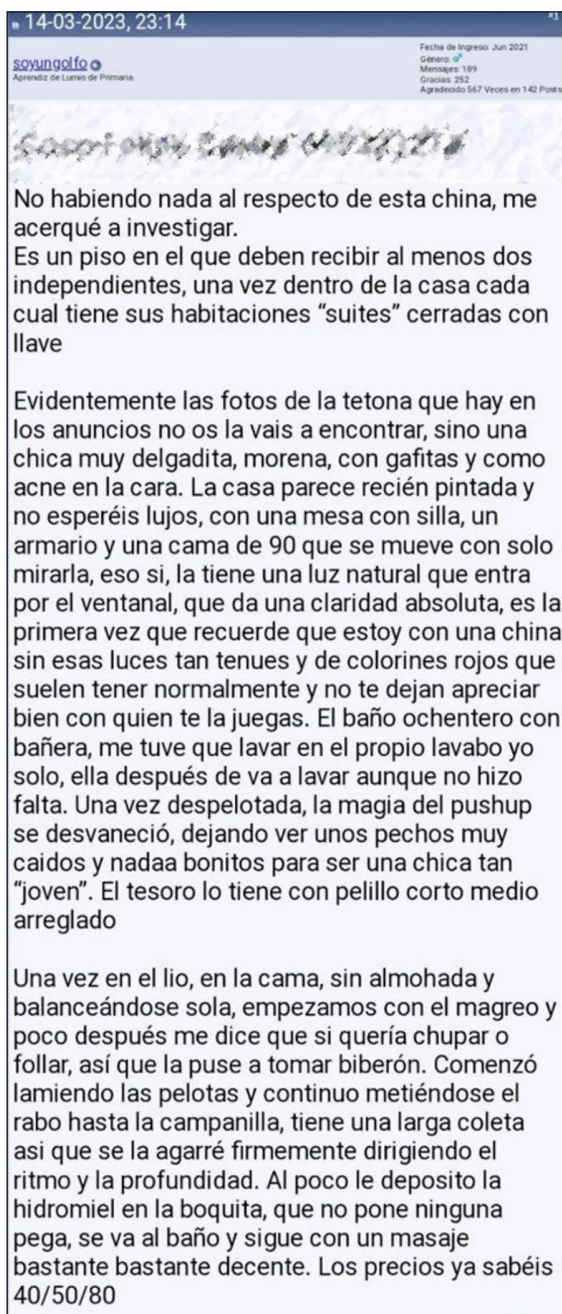 14-03-2023, 23:14
#1
soyungolfo
Aprendiz de Lumis de Primaria
Fecha de Ingreso: Jun 2021
Género:
Mensajes: 189
Gracias: 252
Agradecido 567 Veces en 142 Posts
No habiendo nada al respecto de esta china, me
acerqué a investigar.
Es un piso en el que deben recibir al menos dos
independientes, una vez dentro de la casa cada
cual tiene sus habitaciones “suites” cerradas con
llave
Evidentemente las fotos de la tetona que hay en
los anuncios no os la vais a encontrar, sino una
chica muy delgadita, morena, con gafitas y como
acne en la cara. La casa parece recién pintada y
no esperéis lujos, con una mesa con silla, un
armario y una cama de 90 que se mueve con solo
mirarla, eso si, la tiene una luz natural que entra
por el ventanal, que da una claridad absoluta, es la
primera vez que recuerde que estoy con una china
sin esas luces tan tenues y de colorines rojos que
suelen tener normalmente y no te dejan apreciar
bien con quien te la juegas. El baño ochentero con
bañera, me tuve que lavar en el propio lavabo yo
solo, ella después de va a lavar aunque no hizo
falta. Una vez despelotada, la magia del pushup
se desvaneció, dejando ver unos pechos muy
caidos y nadaa bonitos para ser una chica tan
“joven”. El tesoro lo tiene con pelillo corto medio
arreglado
Una vez en el lio, en la cama, sin almohada y
balanceándose sola, empezamos con el magreo y
poco después me dice que si quería chupar o
follar, así que la puse a tomar biberón. Comenzó
lamiendo las pelotas y continuo metiéndose el
rabo hasta la campanilla, tiene una larga coleta
asi que se la agarré firmemente dirigiendo el
ritmo y la profundidad. Al poco le deposito la
hidromiel en la boquita, que no pone ninguna
pega, se va al baño y sigue con un masaje
bastante bastante decente. Los precios ya sabéis
40/50/80